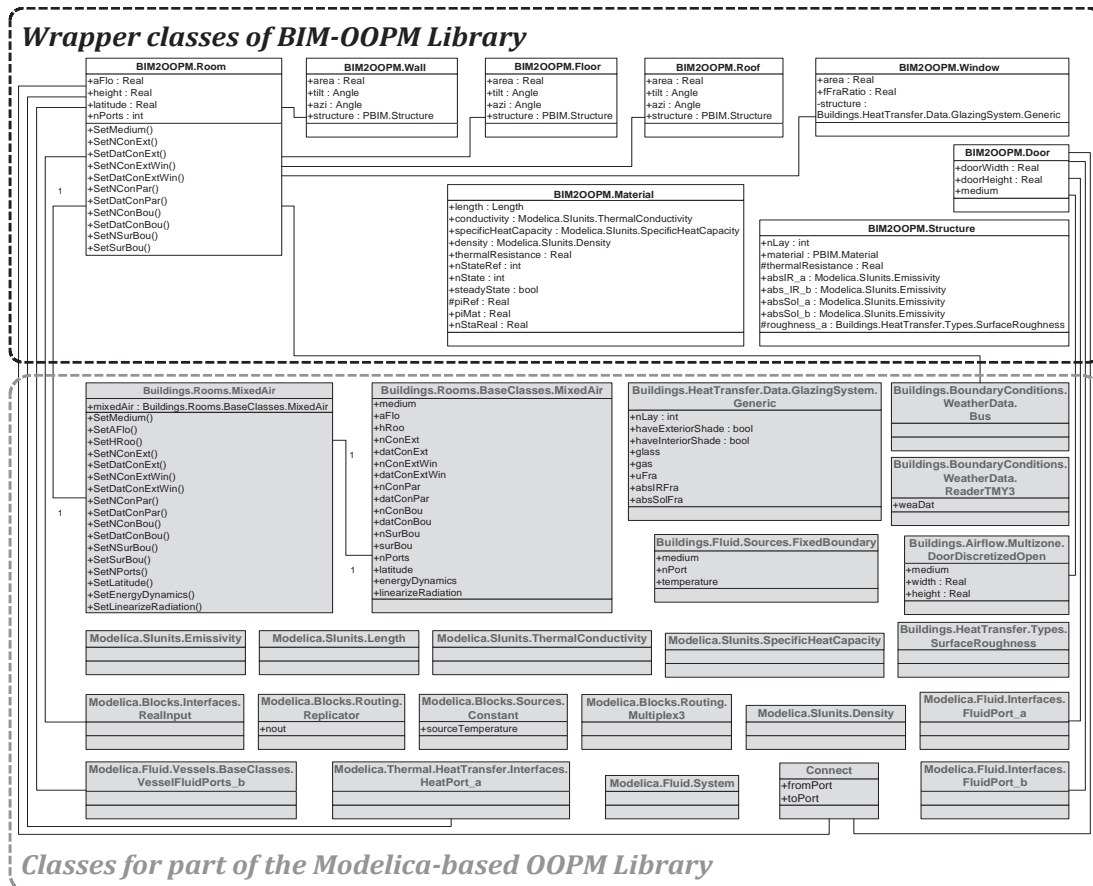 Wrapper classes of BIM-OOPM Library
BIM2OOPM.Room
+aFlo : Real
+height : Real
+latitude : Real
+nPorts : int
+SetMedium()
+SetNConExt()
+SetDatConExt()
+SetNConExtWin()
+SetDatConExtWin()
+SetNConPar()
+SetDatConPar()
+SetNConBou()
+SetDatConBou()
+SetNSurBou()
+SetSurBou()
BIM2OOPM.Wall
+area : Real
+tilt : Angle
+azi : Angle
+structure : PBIM.Structure
BIM2OOPM.Floor
+area : Real
+tilt : Angle
+azi : Angle
+structure : PBIM.Structure
BIM2OOPM.Roof
+area : Real
+tilt : Angle
+azi : Angle
+structure : PBIM.Structure
BIM2OOPM.Window
+area : Real
+fFraRatio : Real
-structure :
Buildings.HeatTransfer.Data.GlazingSystem.Generic
BIM2OOPM.Door
+doorWidth : Real
+doorHeight : Real
+medium
BIM2OOPM.Material
+length : Length
+conductivity : Modelica.SIunits.ThermalConductivity
+specificHeatCapacity : Modelica.SIunits.SpecificHeatCapacity
+density : Modelica.SIunits.Density
+thermalResistance : Real
+nStateRef : int
+nState : int
+steadyState : bool
#piRef : Real
+piMat : Real
+nStaReal : Real
BIM2OOPM.Structure
+nLay : int
+material : PBIM.Material
#thermalResistance : Real
+absIR_a : Modelica.SIunits.Emissivity
+abs_IR_b : Modelica.SIunits.Emissivity
+absSol_a : Modelica.SIunits.Emissivity
+absSol_b : Modelica.SIunits.Emissivity
#roughness_a : Buildings.HeatTransfer.Types.SurfaceRoughness
1
Buildings.Rooms.MixedAir
+mixedAir : Buildings.Rooms.BaseClasses.MixedAir
+SetMedium()
+SetAFlo()
+SetHRoo()
+SetNConExt()
+SetDatConExt()
+SetNConExtWin()
+SetDatConExtWin()
+SetNConPar()
+SetDatConPar()
+SetNConBou()
+SetDatConBou()
+SetNSurBou()
+SetSurBou()
+SetNPorts()
+SetLatitude()
+SetEnergyDynamics()
+SetLinearizeRadiation()
1
1
1
Buildings.Rooms.BaseClasses.MixedAir
+medium
+aFlo
+hRoo
+nConExt
+datConExt
+nConExtWin
+datConExtWin
+nConPar
+datConPar
+nConBou
+datConBou
+nSurBou
+surBou
+nPorts
+latitude
+energyDynamics
+linearizeRadiation
Buildings.HeatTransfer.Data.GlazingSystem.
Generic
+nLay : int
+haveExteriorShade : bool
+haveInteriorShade : bool
+glass
+gas
+uFra
+absIRFra
+absSolFra
Buildings.BoundaryConditions.
WeatherData.
Bus
Buildings.BoundaryConditions.
WeatherData.
ReaderTMY3
+weaDat
Buildings.Fluid.Sources.FixedBoundary
+medium
+nPort
+temperature
Buildings.Airflow.Multizone.
DoorDiscretizedOpen
+medium
+width : Real
+height : Real
Modelica.SIunits.Emissivity
Modelica.SIunits.Length
Modelica.SIunits.ThermalConductivity
Modelica.SIunits.SpecificHeatCapacity
Buildings.HeatTransfer.Types.
SurfaceRoughness
Modelica.Blocks.Interfaces.
RealInput
Modelica.Blocks.Routing.
Replicator
+nout
Modelica.Blocks.Sources.
Constant
+sourceTemperature
Modelica.Blocks.Routing.
Multiplex3
Modelica.SIunits.Density
Modelica.Fluid.Interfaces.
FluidPort_a
Modelica.Fluid.Vessels.BaseClasses.
VesselFluidPorts_b
Modelica.Thermal.HeatTransfer.Interfaces.
HeatPort_a
Modelica.Fluid.System
Connect
+fromPort
+toPort
Modelica.Fluid.Interfaces.
FluidPort_b
Classes for part of the Modelica-based OOPM Library